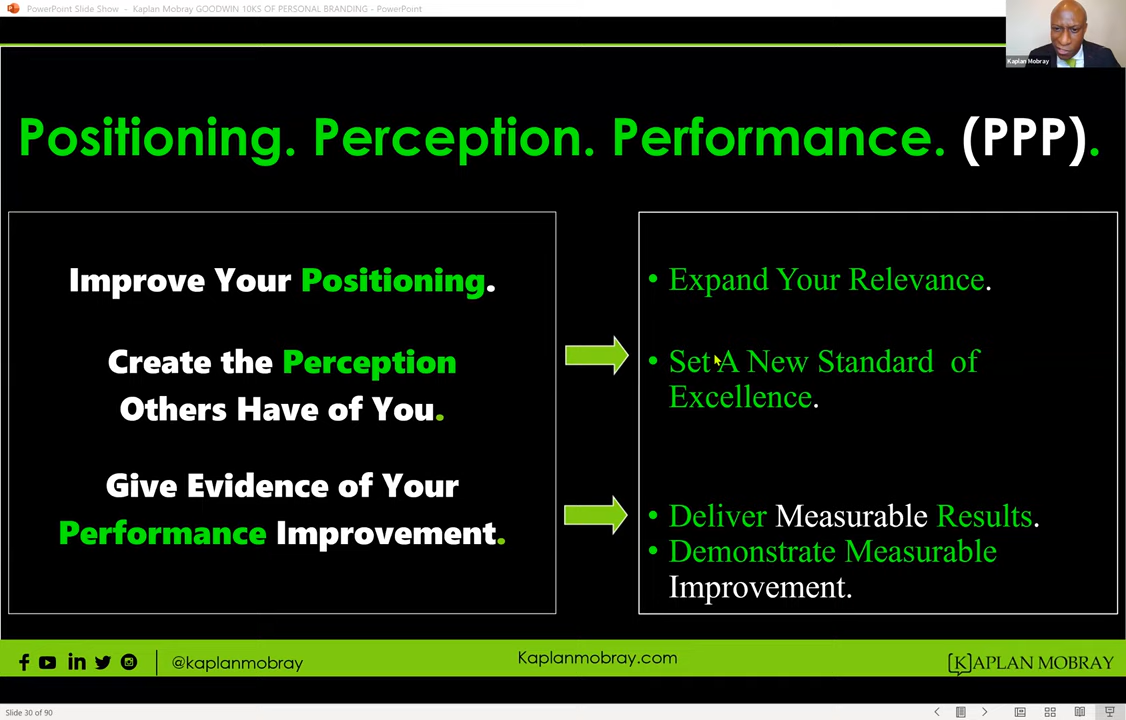 PowerPoint Slide Show - Kaplan Mobray GOODWIN 10KS OF PERSONAL BRANDING - PowerPoint
Kaplan Mobray
Positioning. Perception. Performance. (PPP).
Improve Your Positioning.
Create the Perception
Others Have of You.
Give Evidence of Your
Performance Improvement.
• Expand Your Relevance.
• Set A New Standard of
Excellence.
• Deliver Measurable Results.
• Demonstrate Measurable
Improvement.
@kaplanmobray
Kaplanmobray.com
[K]APLAN MOBRAY
Slide 30 of 90